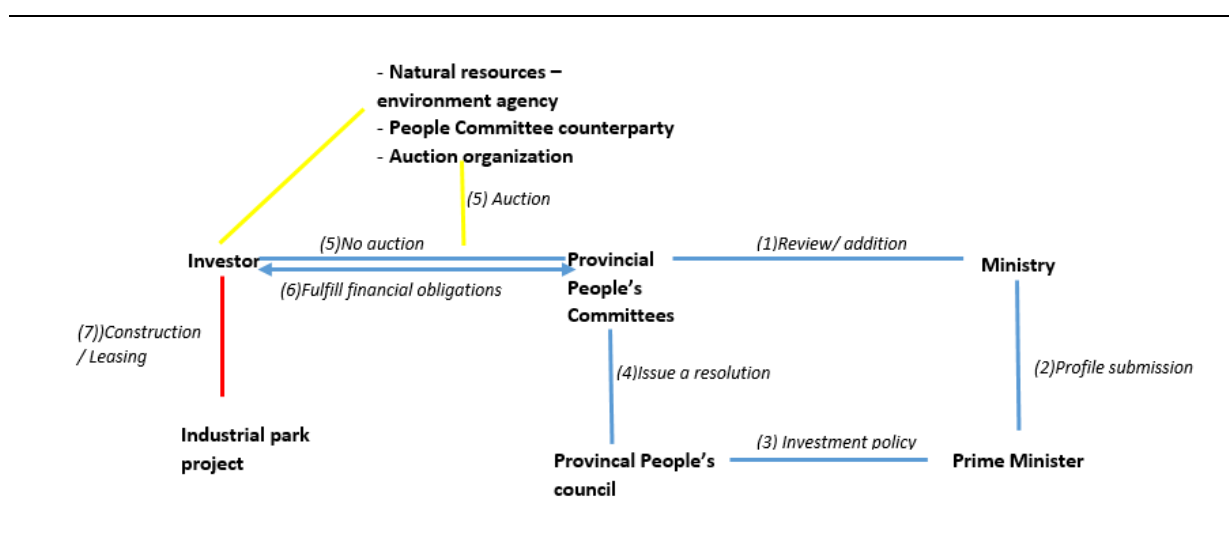 - Natural resources –
environment agency
- People Committee counterparty
- Auction organization
(5) Auction
(5)No auction
(1)Review/ addition
Investor
Provincial
People's
Committees
Ministry
(6)Fulfill financial obligations
(7))Construction
/ Leasing
(4)Issue a resolution
(2)Profile submission
Industrial park
project
(3) Investment policy
Provincal People's
council
Prime Minister